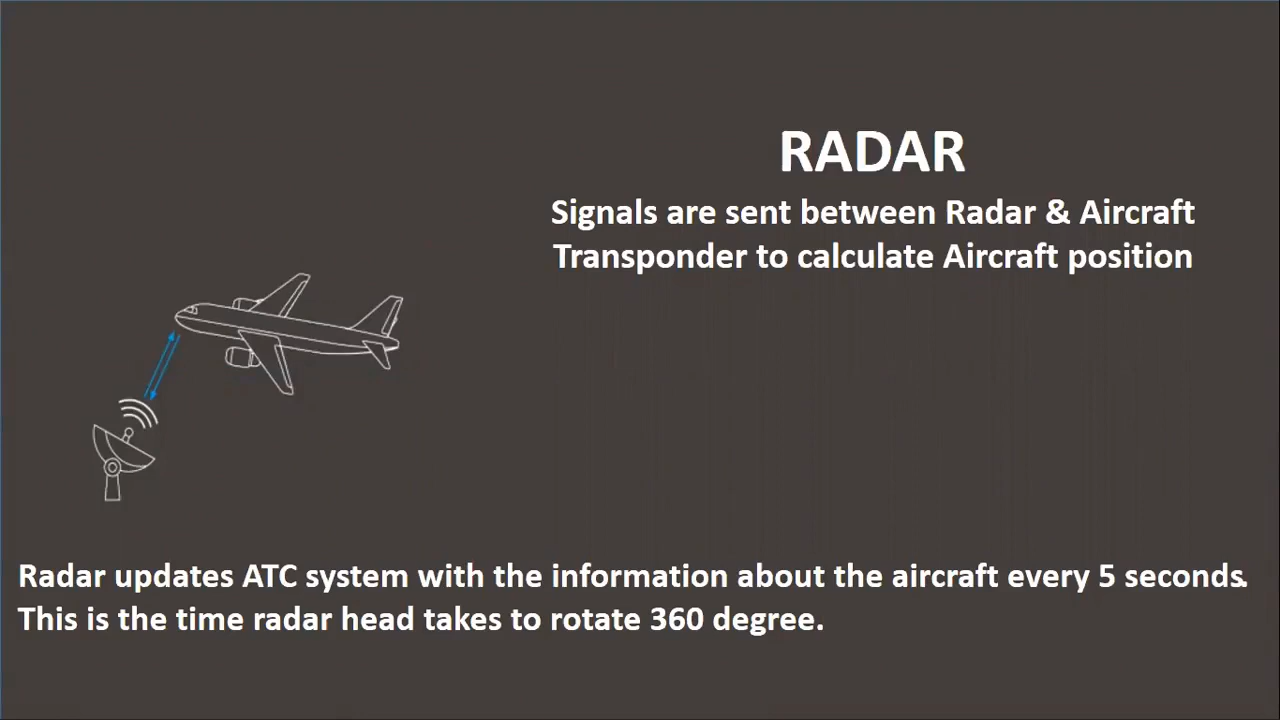 RADAR
Signals are sent between Radar & Aircraft
Transponder to calculate Aircraft position
Radar updates ATC system with the information about the aircraft every 5 seconds.
This is the time radar head takes to rotate 360 degree.